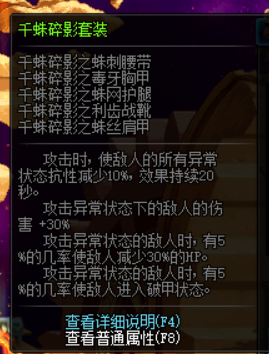 千蛛碎影套装
千蛛碎影之蛛刺腰带
千蛛碎影之毒牙胸甲
千蛛碎影之蛛网护腿
千蛛碎影之利齿战靴
千蛛碎影之蛛丝肩甲
攻击时，使敌人的所有异常
状态抗性减少10%，效果持续20
秒。
攻击异常状态下的敌人的伤
害 +30%
攻击异常状态的敌人时，有5
%的几率使敌人减少30%的HP。
攻击异常状态的敌人时，有5
%的几率使敌人进入破甲状态。
查看详细说明(F4)
查看普通属性(F8)